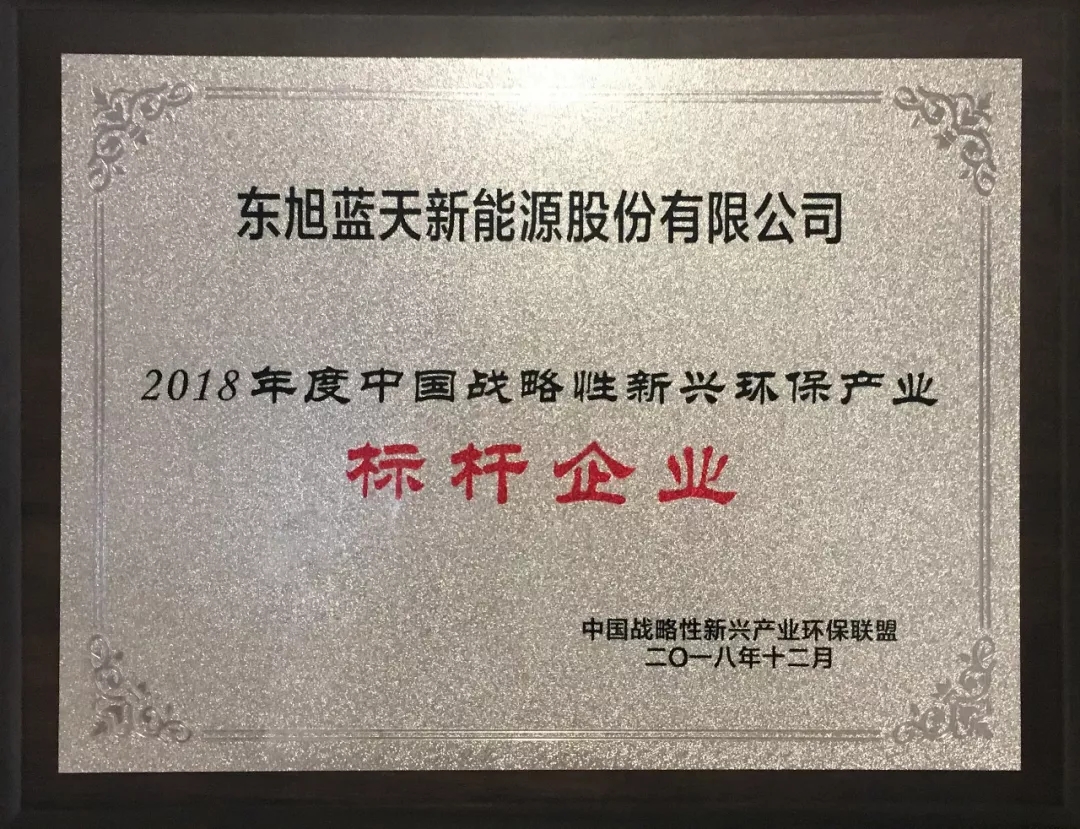 东旭蓝天新能源股份有限公司
2018年度中国战略性新兴环保产业
标杆企业
中国战略性新兴产业环保联盟
二〇一八年十二月